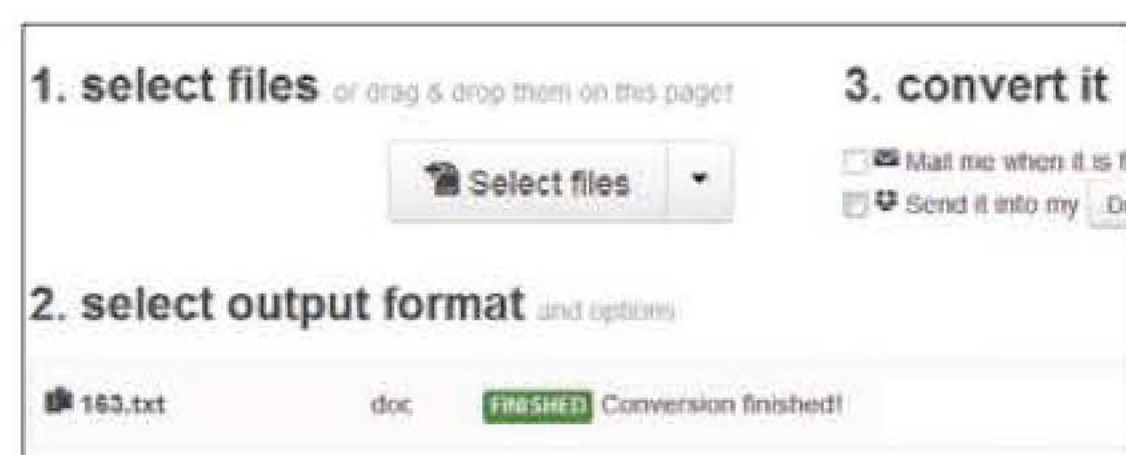 1. select files or drag & drop them on this page!
Select files
2. select output format and options
163.txt doc FINISHED Conversion finished!
3. convert it
Mail me when it is
Send it into my